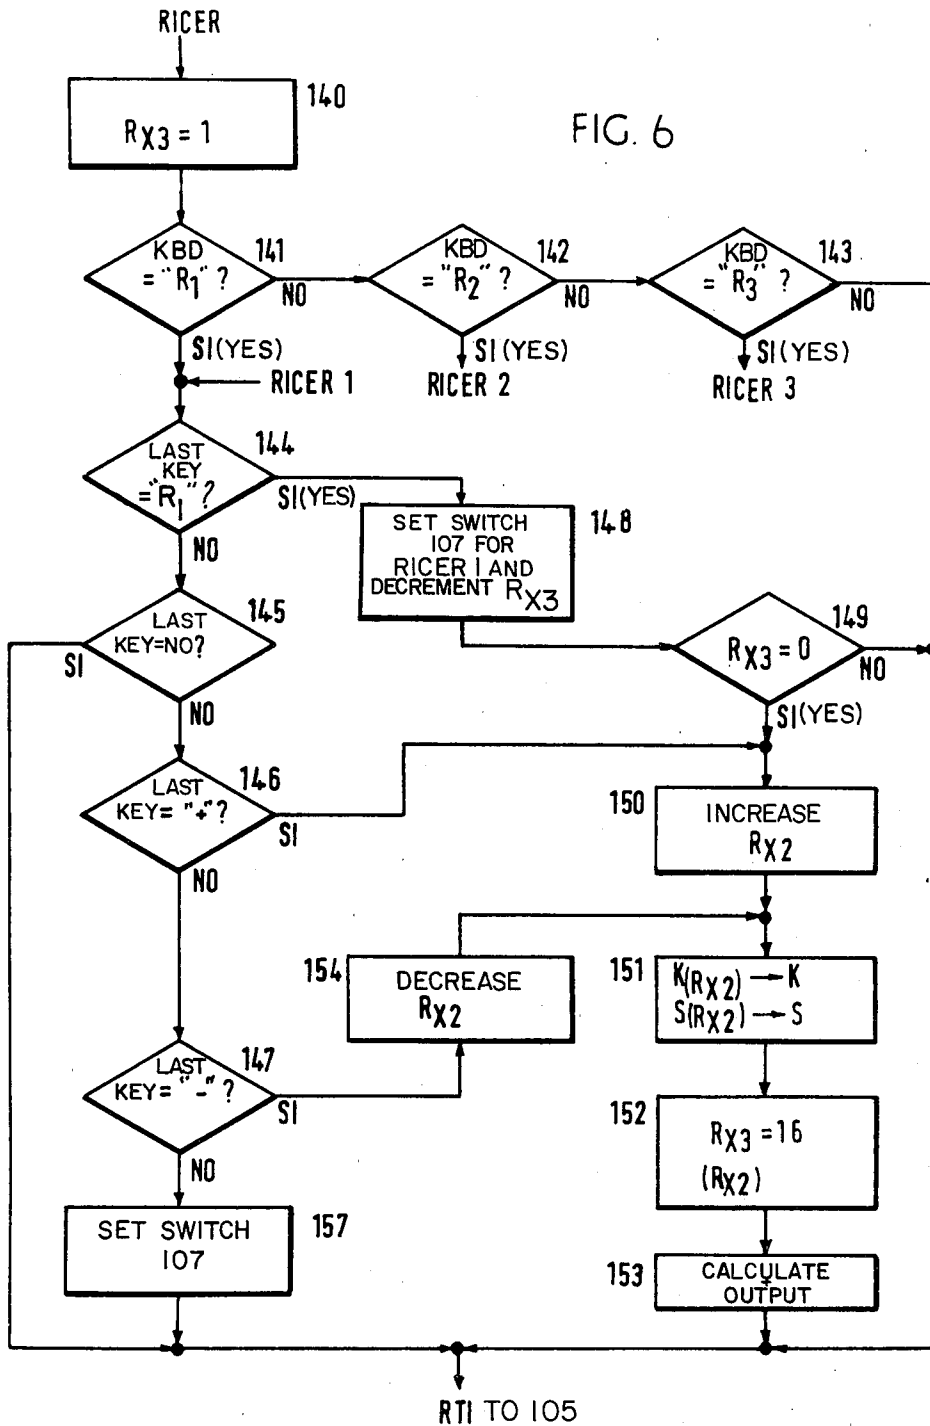 RICER
140
R X3 = 1
FIG. 6
KBD
="R1" ?
141
NO
SI(YES)
KBD
="R2" ?
142
NO
SI(YES)
RICER 2
KBD
="R3" ?
143
NO
SI(YES)
RICER 3
RICER 1
LAST
KEY
="R1"?
144
SI(YES)
NO
SET SWITCH
107 FOR
RICER 1 AND
DECREMENT RX3
148
LAST
KEY=NO?
145
SI
NO
RX3 = 0
149
NO
SI(YES)
LAST
KEY= "+"?
146
SI
NO
150
INCREASE
RX2
154
DECREASE
RX2
151
K(RX2) → K
S(RX2) → S
LAST
KEY= "-" ?
147
SI
NO
152
RX3 =16
(RX2)
SET SWITCH
107
157
153
CALCULATE
OUTPUT
RTI TO 105